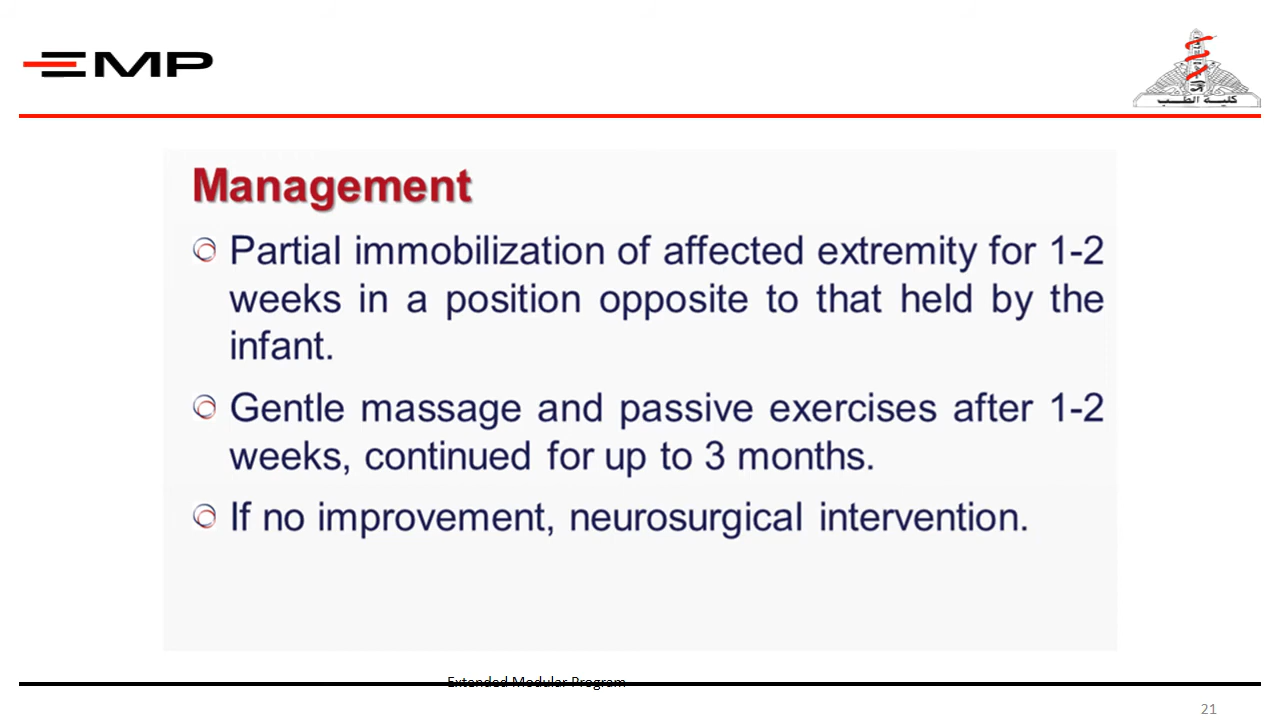 EMP
كلية الطب
Management
Partial immobilization of affected extremity for 1-2
weeks in a position opposite to that held by the
infant.
Gentle massage and passive exercises after 1-2
weeks, continued for up to 3 months.
If no improvement, neurosurgical intervention.
Extended Modular Program
21